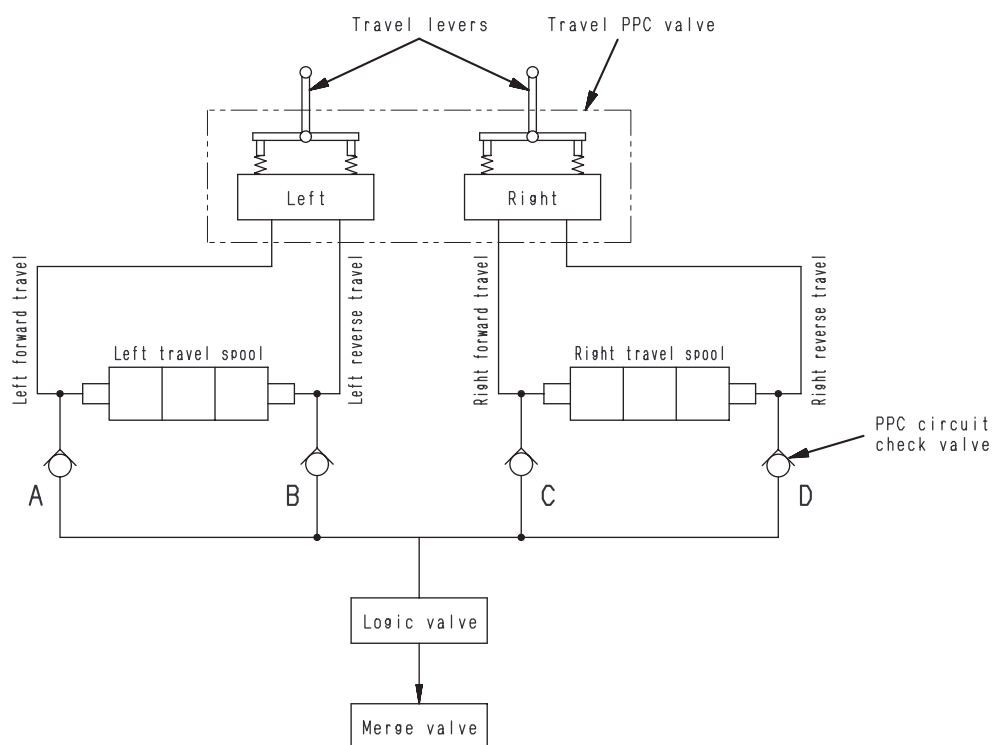 Travel levers
Travel PPC valve
Left
Right
Left forward travel
Left reverse travel
Right forward travel
Right reverse travel
Left travel spool
Right travel spool
PPC circuit
check valve
A
B
C
D
Logic valve
Merge valve